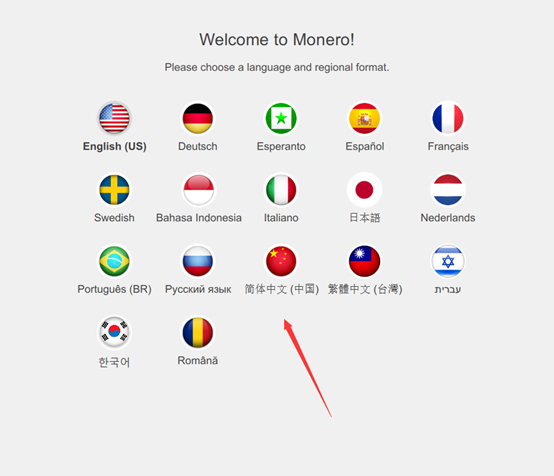 Welcome to Monero!
Please choose a language and regional format.
English (US) Deutsch Esperanto Español Français
Swedish Bahasa Indonesia Italiano 日本語 Nederlands
Português (BR) Русский язык 简体中文 (中国) 繁體中文 (台灣) עברית
한국어 Română